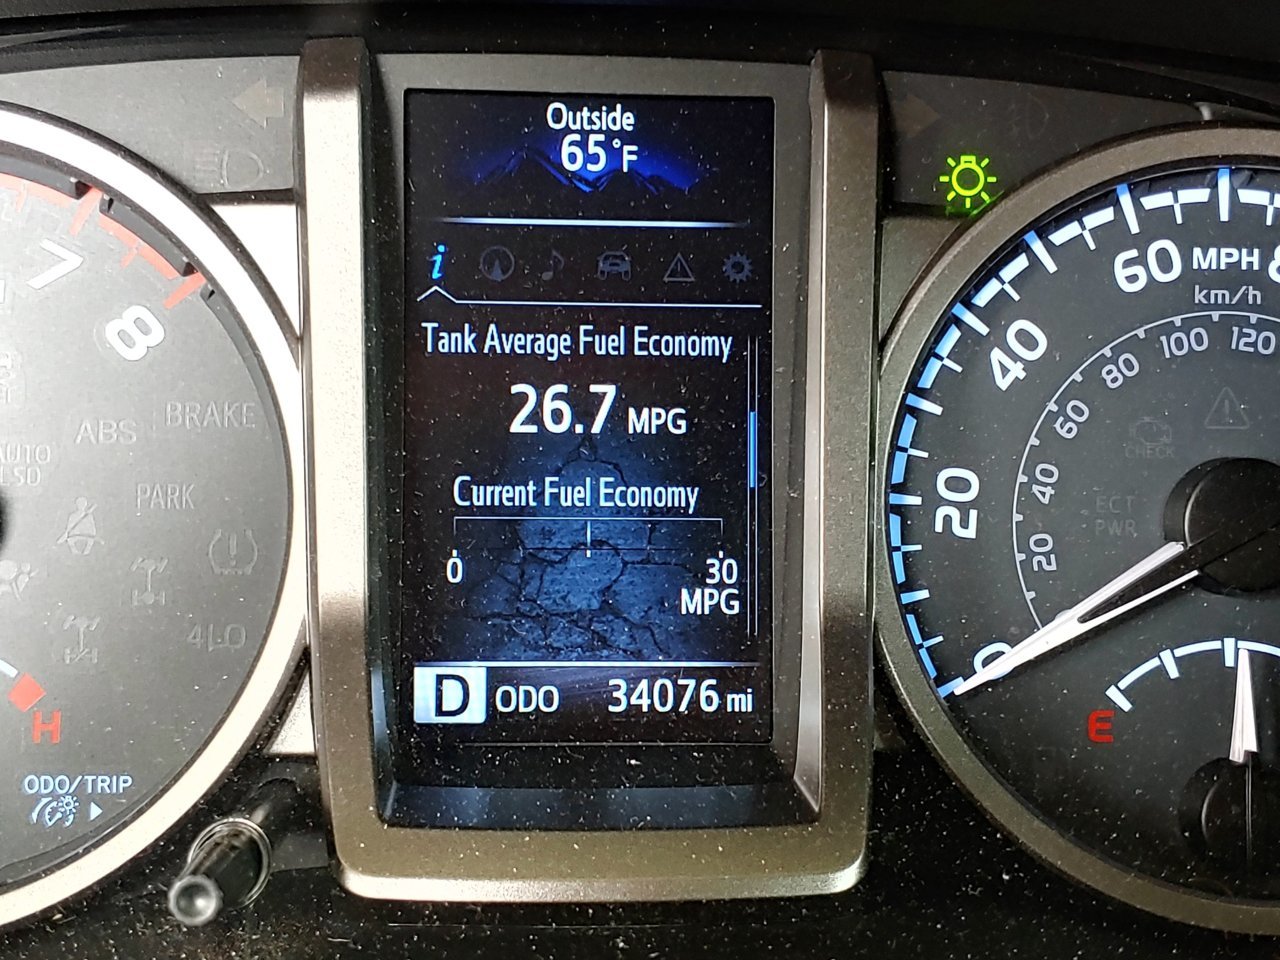 Outside
65°F
i
Tank Average Fuel Economy
26.7 MPG
Current Fuel Economy
0
30
MPG
D ODO 34076 mi
7
8
ABS
BRAKE
AUTO
LSD
PARK
4LO
H
ODO/TRIP
0
20
40
60
MPH
km/h
20
40
60
80
100
120
CHECK
ECT
PWR
E